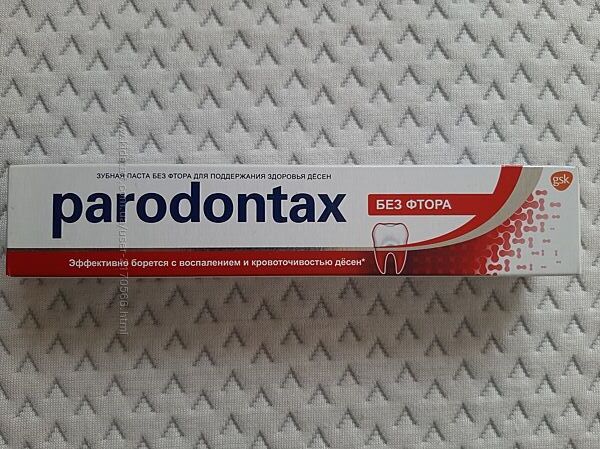 ЗУБНАЯ ПАСТА БЕЗ ФТОРА ДЛЯ ПОДДЕРЖАНИЯ ЗДОРОВЬЯ ДЁСЕН
parodontax
БЕЗ ФТОРА
gsk
Эффективно борется с воспалением и кровоточивостью дёсен*